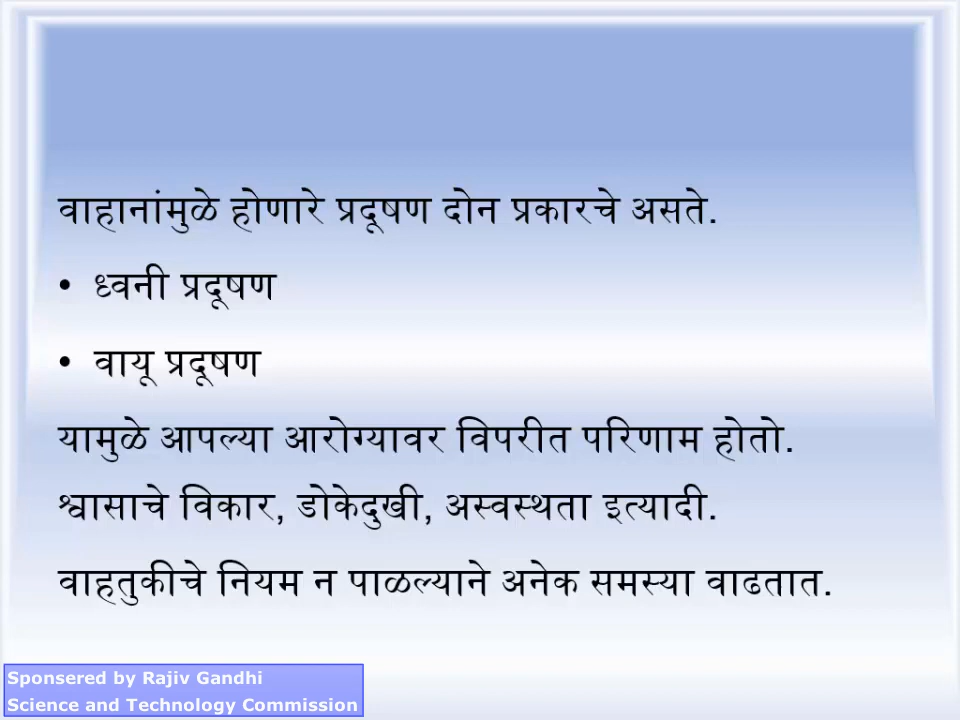 वाहानांमुळे होणारे प्रदूषण दोन प्रकारचे असते.
• ध्वनी प्रदूषण
• वायू प्रदूषण
यामुळे आपल्या आरोग्यावर विपरीत परिणाम होतो.
श्वासाचे विकार, डोकेदुखी, अस्वस्थता इत्यादी.
वाहतुकीचे नियम न पाळल्याने अनेक समस्या वाढतात.
Sponsered by Rajiv Gandhi
Science and Technology Commission